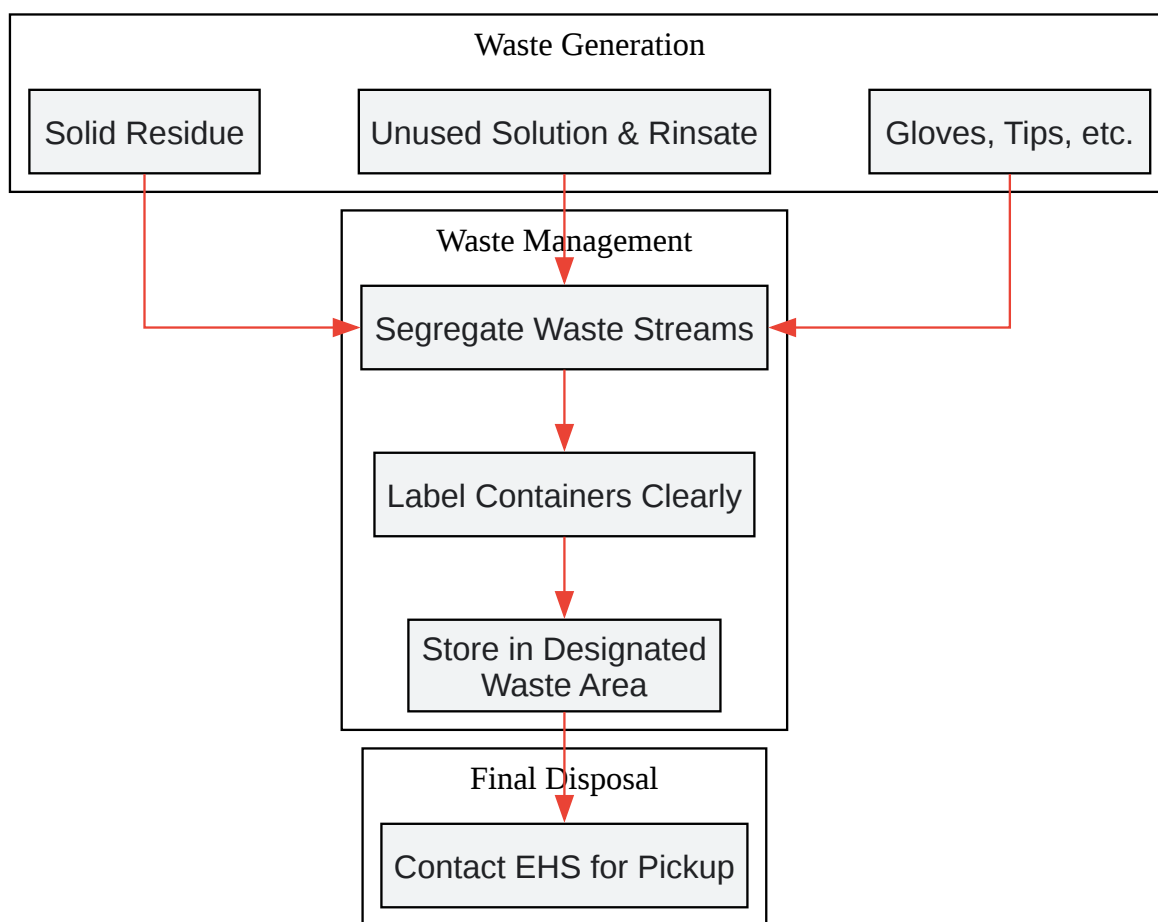 Waste Generation
Solid Residue
Unused Solution & Rinsate
Gloves, Tips, etc.
Waste Management
Segregate Waste Streams
Label Containers Clearly
Store in Designated
Waste Area
Final Disposal
Contact EHS for Pickup